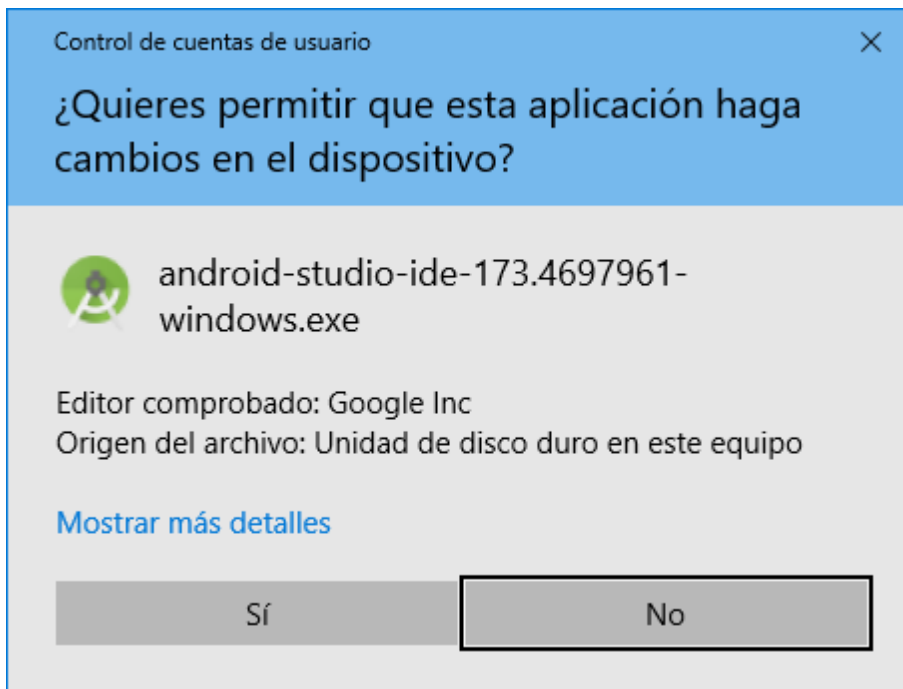 Control de cuentas de usuario
¿Quieres permitir que esta aplicación haga
cambios en el dispositivo?
android-studio-ide-173.4697961-
windows.exe
Editor comprobado: Google Inc
Origen del archivo: Unidad de disco duro en este equipo
Mostrar más detalles
Sí
No